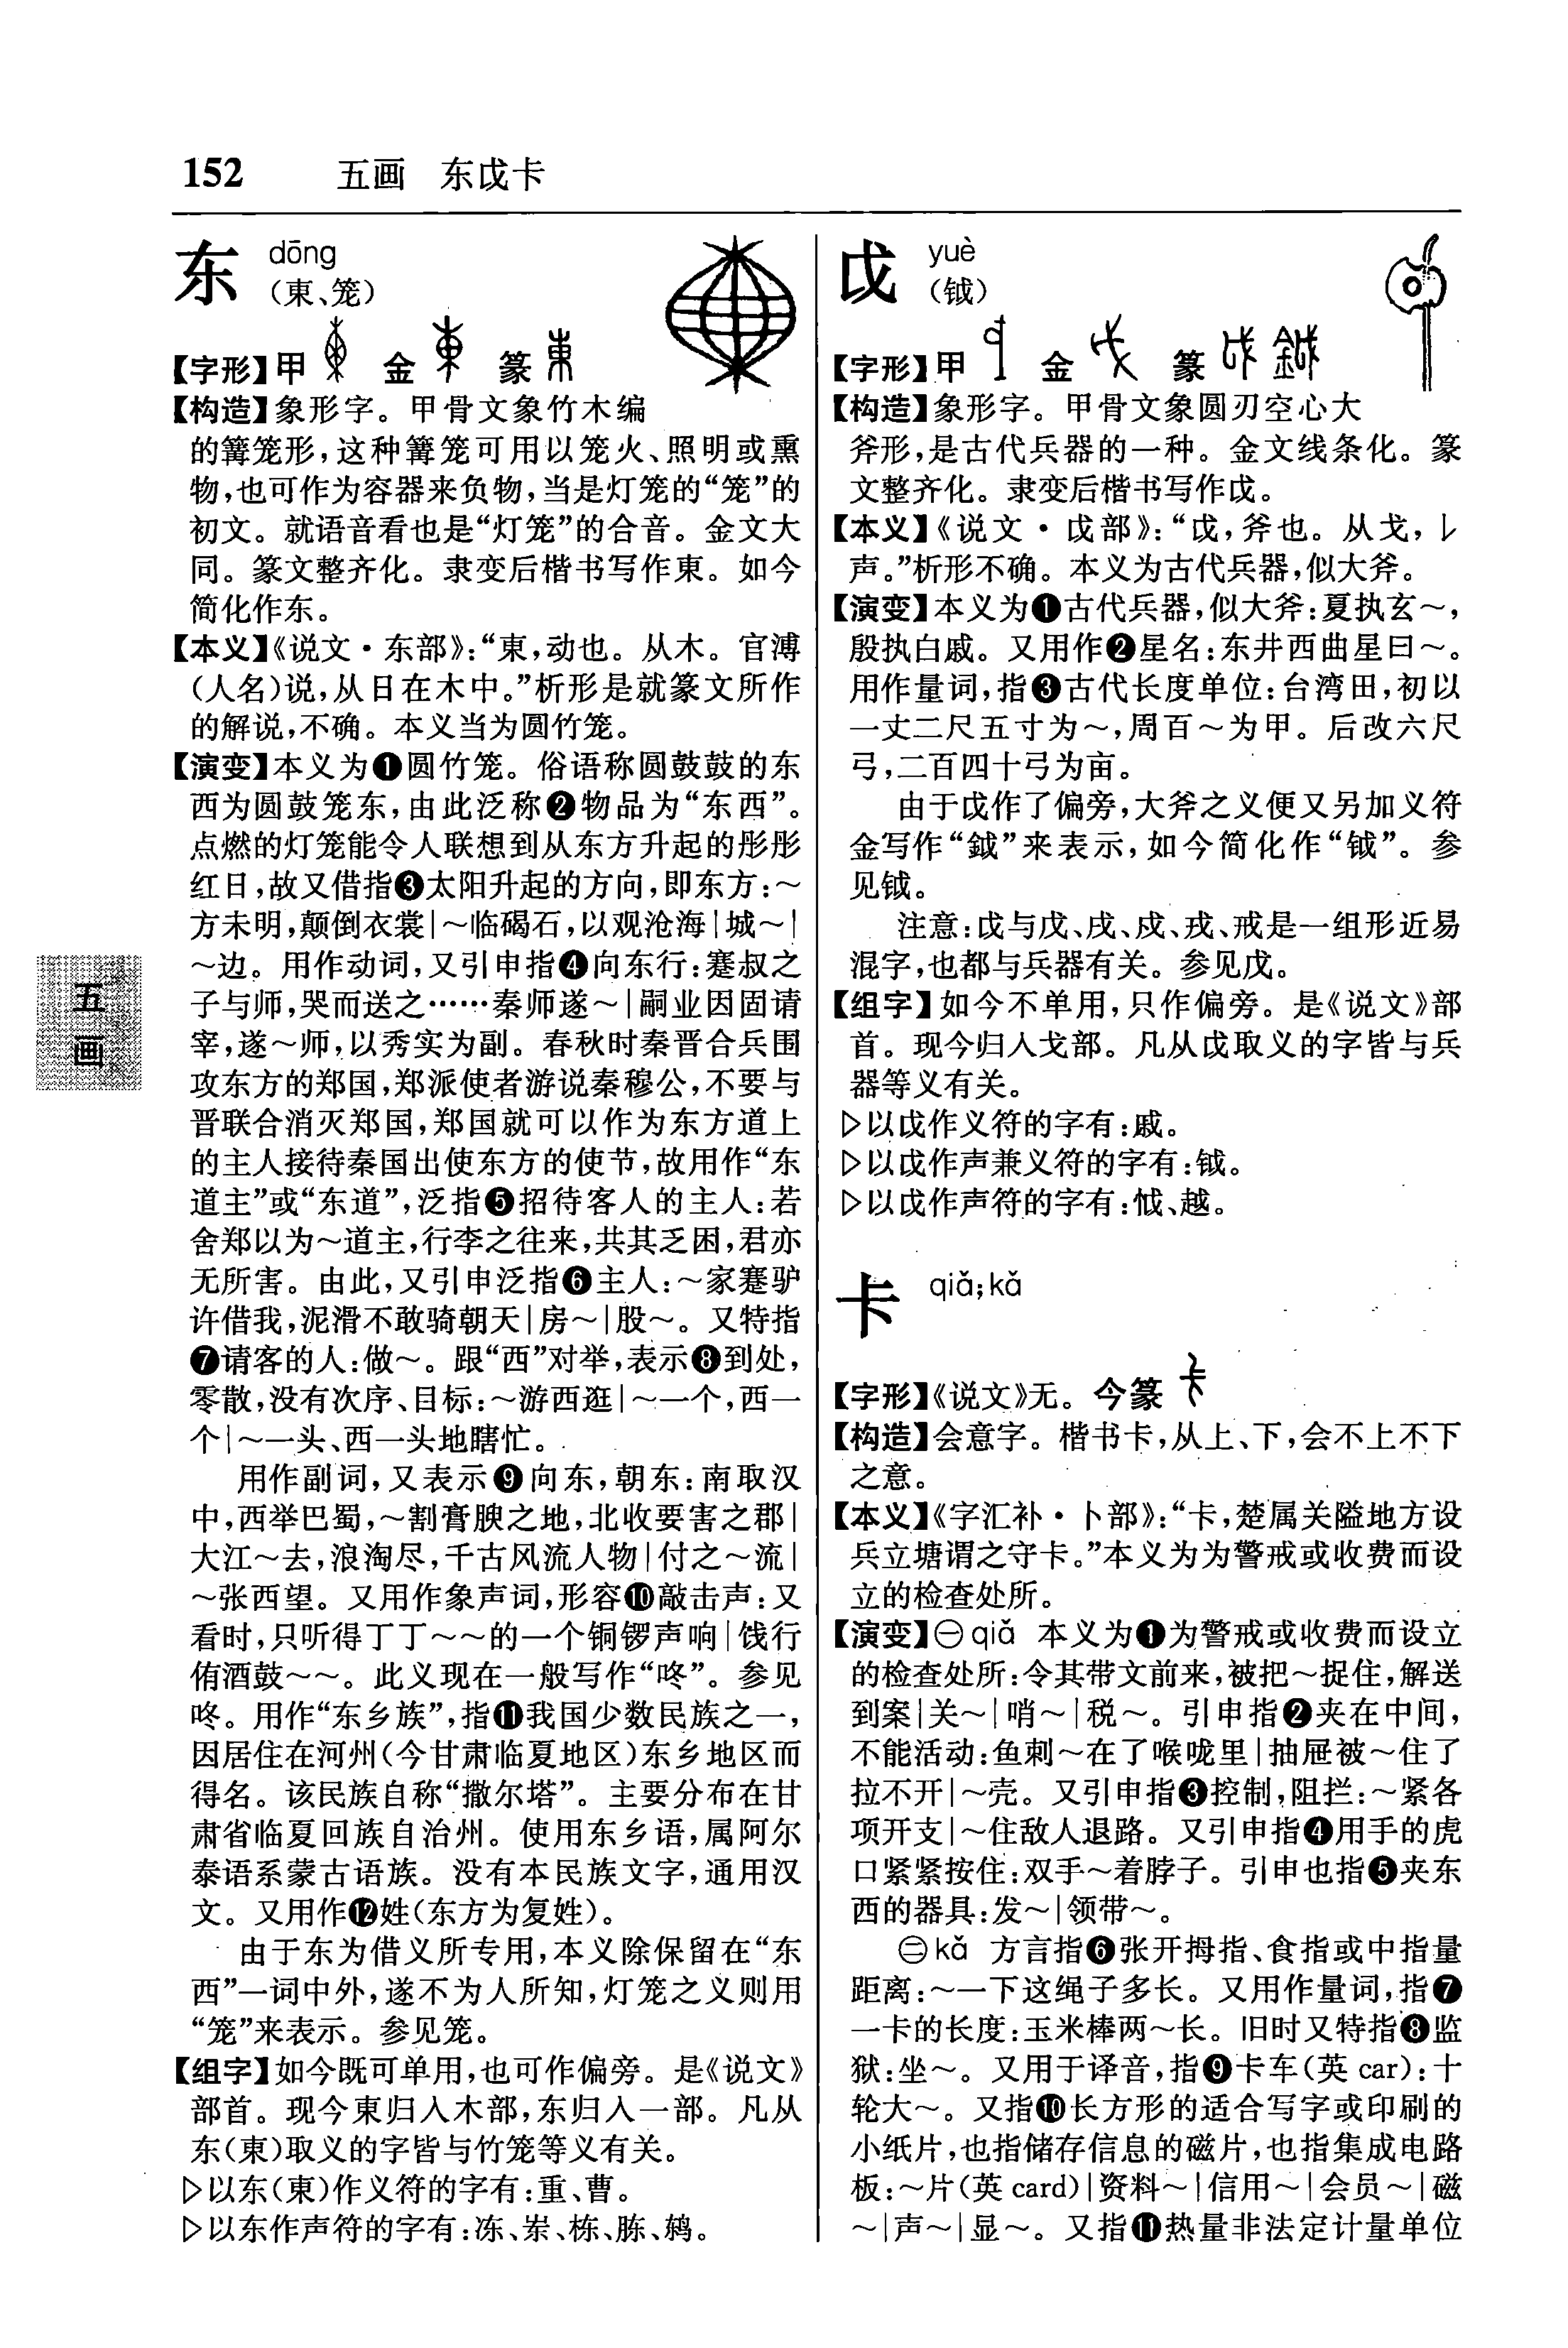 152 五画 东戉卡
东 dōng
（東、笼）
【字形】甲 金 篆
【构造】象形字。甲骨文象竹木编
的篝笼形，这种篝笼可用以笼火、照明或熏
物，也可作为容器来负物，当是灯笼的“笼”的
初文。就语音看也是“灯笼”的合音。金文大
同。篆文整齐化。隶变后楷书写作東。如今
简化作东。
【本义】《说文·东部》：“東，动也。从木。官溥
（人名）说，从日在木中。”析形是就篆文所作
的解说，不确。本义当为圆竹笼。
【演变】本义为❶圆竹笼。俗语称圆鼓鼓的东
西为圆鼓笼东，由此泛称❷物品为“东西”。
点燃的灯笼能令人联想到从东方升起的彤彤
红日，故又借指❸太阳升起的方向，即东方：～
方未明，颠倒衣裳|～临碣石，以观沧海|城～|
～边。用作动词，又引申指❹向东行：蹇叔之
子与师，哭而送之……秦师遂～|嗣业因固请
宰，遂～师，以秀实为副。春秋时秦晋合兵围
攻东方的郑国，郑派使者游说秦穆公，不要与
晋联合消灭郑国，郑国就可以作为东方道上
的主人接待秦国出使东方的使节，故用作“东
道主”或“东道”，泛指❺招待客人的主人：若
舍郑以为～道主，行李之往来，共其乏困，君亦
无所害。由此，又引申泛指❻主人：～家蹇驴
许借我，泥滑不敢骑朝天|房～|股～。又特指
❼请客的人：做～。跟“西”对举，表示❽到处，
零散，没有次序、目标：～游西逛|～一个，西一
个|～一头、西一头地瞎忙。
用作副词，又表示❾向东，朝东：南取汉
中，西举巴蜀，～割膏腴之地，北收要害之郡|
大江～去，浪淘尽，千古风流人物|付之～流|
～张西望。又用作象声词，形容❿敲击声：又
看时，只听得丁丁～～的一个铜锣声响|饯行
侑酒鼓～～。此义现在一般写作“咚”。参见
咚。用作“东乡族”，指⓫我国少数民族之一，
因居住在河州（今甘肃临夏地区）东乡地区而
得名。该民族自称“撒尔塔”。主要分布在甘
肃省临夏回族自治州。使用东乡语，属阿尔
泰语系蒙古语族。没有本民族文字，通用汉
文。又用作⓬姓（东方为复姓）。
由于东为借义所专用，本义除保留在“东
西”一词中外，遂不为人所知，灯笼之义则用
“笼”来表示。参见笼。
【组字】如今既可单用，也可作偏旁。是《说文》
部首。现今東归入木部，东归入一部。凡从
东（東）取义的字皆与竹笼等义有关。
▷以东（東）作义符的字有：重、曹。
▷以东作声符的字有：冻、岽、栋、胨、鸫。
五
画
戉 yuè
（钺）
【字形】甲 金 篆
【构造】象形字。甲骨文象圆刃空心大
斧形，是古代兵器的一种。金文线条化。篆
文整齐化。隶变后楷书写作戉。
【本义】《说文·戉部》：“戉，斧也。从戈，𠄌
声。”析形不确。本义为古代兵器，似大斧。
【演变】本义为❶古代兵器，似大斧：夏执玄～，
殷执白戚。又用作❷星名：东井西曲星曰～。
用作量词，指❸古代长度单位：台湾田，初以
一丈二尺五寸为～，周百～为甲。后改六尺
弓，二百四十弓为亩。
由于戉作了偏旁，大斧之义便又另加义符
金写作“鉞”来表示，如今简化作“钺”。参
见钺。
注意：戉与戊、戌、戍、戎、戒是一组形近易
混字，也都与兵器有关。参见戊。
【组字】如今不单用，只作偏旁。是《说文》部
首。现今归入戈部。凡从戉取义的字皆与兵
器等义有关。
▷以戉作义符的字有：戚。
▷以戉作声兼义符的字有：钺。
▷以戉作声符的字有：㤜、越。
卡 qiǎ；kǎ
【字形】《说文》无。今篆
【构造】会意字。楷书卡，从上、下，会不上不下
之意。
【本义】《字汇补·卜部》：“卡，楚属关隘地方设
兵立塘谓之守卡。”本义为为警戒或收费而设
立的检查处所。
【演变】㊀qiǎ 本义为❶为警戒或收费而设立
的检查处所：令其带文前来，被把～捉住，解送
到案|关～|哨～|税～。引申指❷夹在中间，
不能活动：鱼刺～在了喉咙里|抽屉被～住了
拉不开|～壳。又引申指❸控制，阻拦：～紧各
项开支|～住敌人退路。又引申指❹用手的虎
口紧紧按住：双手～着脖子。引申也指❺夹东
西的器具：发～|领带～。
㊁kǎ 方言指❻张开拇指、食指或中指量
距离：～一下这绳子多长。又用作量词，指❼
一卡的长度：玉米棒两～长。旧时又特指❽监
狱：坐～。又用于译音，指❾卡车（英 car）：十
轮大～。又指❿长方形的适合写字或印刷的
小纸片，也指储存信息的磁片，也指集成电路
板：～片（英 card）|资料～|信用～|会员～|磁
～|声～|显～。又指⓫热量非法定计量单位